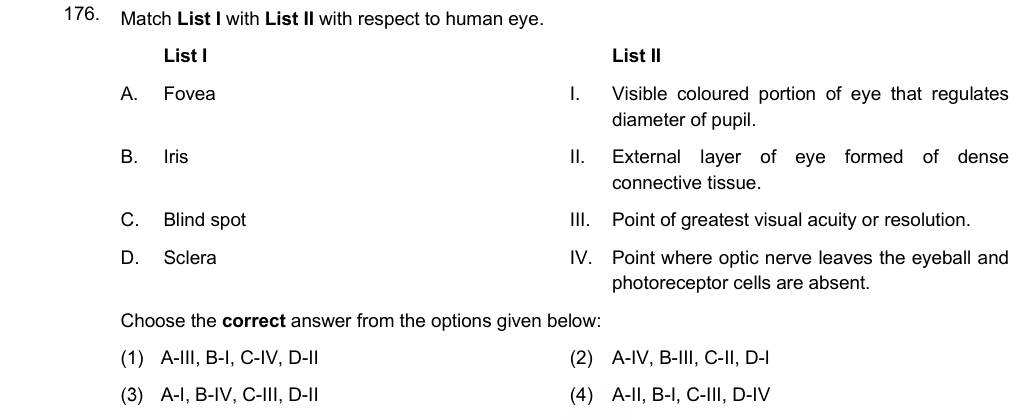 176. Match List I with List II with respect to human eye.
List I List II
A. Fovea I. Visible coloured portion of eye that regulates
diameter of pupil.
B. Iris II. External layer of eye formed of dense
connective tissue.
C. Blind spot III. Point of greatest visual acuity or resolution.
D. Sclera IV. Point where optic nerve leaves the eyeball and
photoreceptor cells are absent.
Choose the correct answer from the options given below:
(1) A-III, B-I, C-IV, D-II (2) A-IV, B-III, C-II, D-I
(3) A-I, B-IV, C-III, D-II (4) A-II, B-I, C-III, D-IV